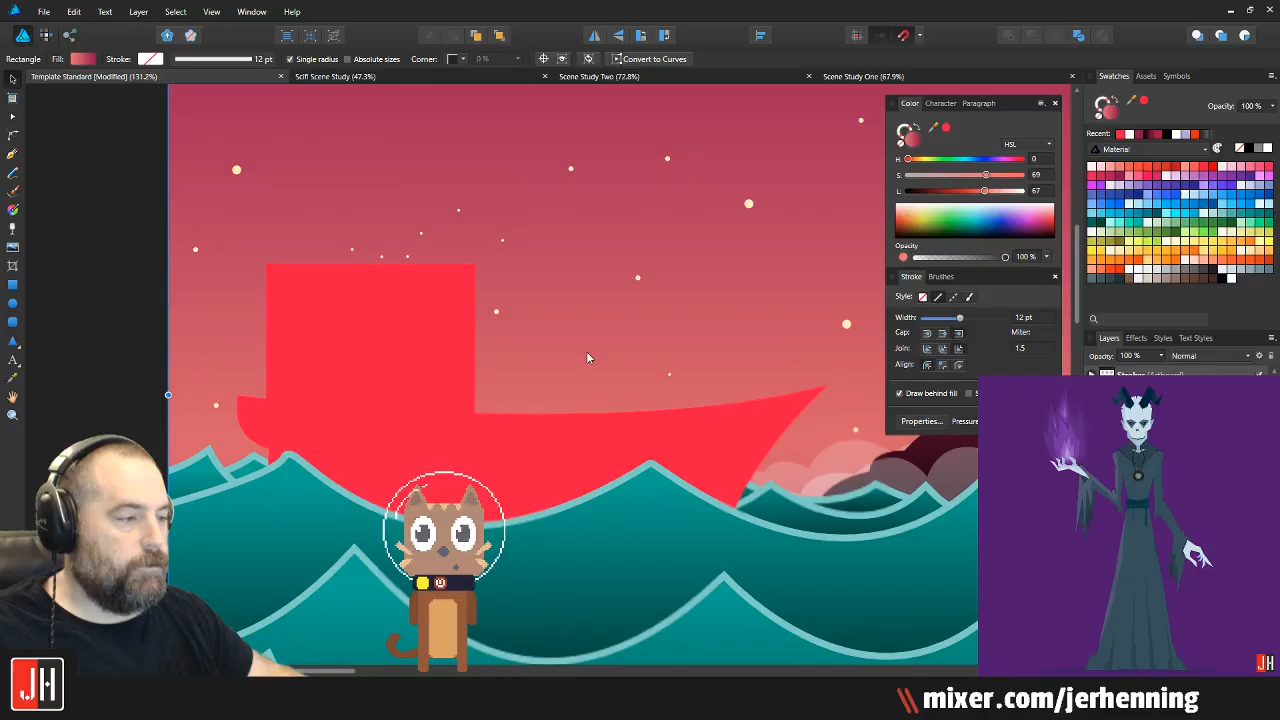 File Edit Text Layer Select View Window Help
Rectangle Fill: Stroke: 12 pt Single radius Absolute sizes Corner: 0 % Convert to Curves
Template Standard [Modified] (131.2%) Scifi Scene Study (47.3%) Scene Study Two (72.8%) Scene Study One (67.9%)
Swatches Assets Symbols
Opacity: 100 %
Recent:
Material
Color Character Paragraph
HSL
H: 0
S: 69
L: 67
Opacity
100 %
Stroke Brushes
Style:
Width: 12 pt
Cap: Miter:
Join: 1.5
Align:
Draw behind fill
Properties... Pressure
Layers Effects Styles Text Styles
Opacity: 100 % Normal
JH
JH
\\ mixer.com/jerhenning